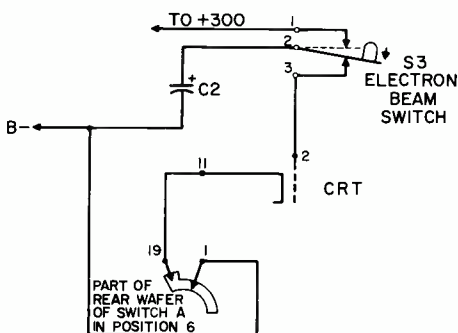 TO +300
1
2
3
S3
ELECTRON
BEAM
SWITCH
+
C2
B-
2
11
CRT
19
1
PART OF
REAR WAFER
OF SWITCH A
IN POSITION 6